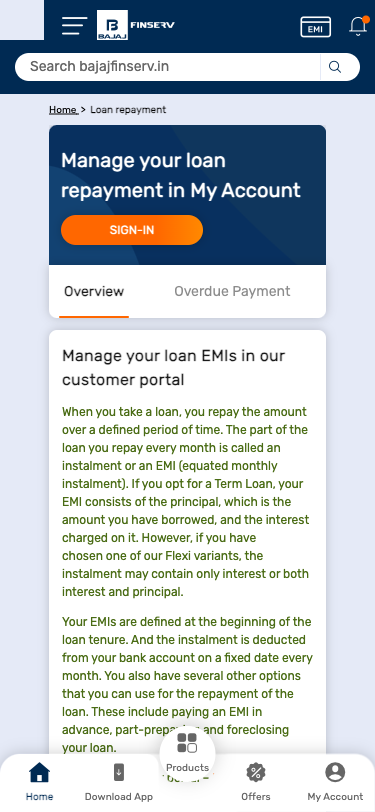 BAJAJ
FINSERV
EMI
Search bajajfinserv.in
Home > Loan repayment
Manage your loan
repayment in My Account
SIGN-IN
Overview
Overdue Payment
Manage your loan EMIs in our
customer portal
When you take a loan, you repay the amount
over a defined period of time. The part of the
loan you repay every month is called an
instalment or an EMI (equated monthly
instalment). If you opt for a Term Loan, your
EMI consists of the principal, which is the
amount you have borrowed, and the interest
charged on it. However, if you have
chosen one of our Flexi variants, the
instalment may contain only interest or both
interest and principal.
Your EMIs are defined at the beginning of the
loan tenure. And the instalment is deducted
from your bank account on a fixed date every
month. You also have several other options
that you can use for the repayment of the
loan. These include paying an EMI in
advance, and foreclosing
your loan.
Products
Home
Download App
Offers
My Account